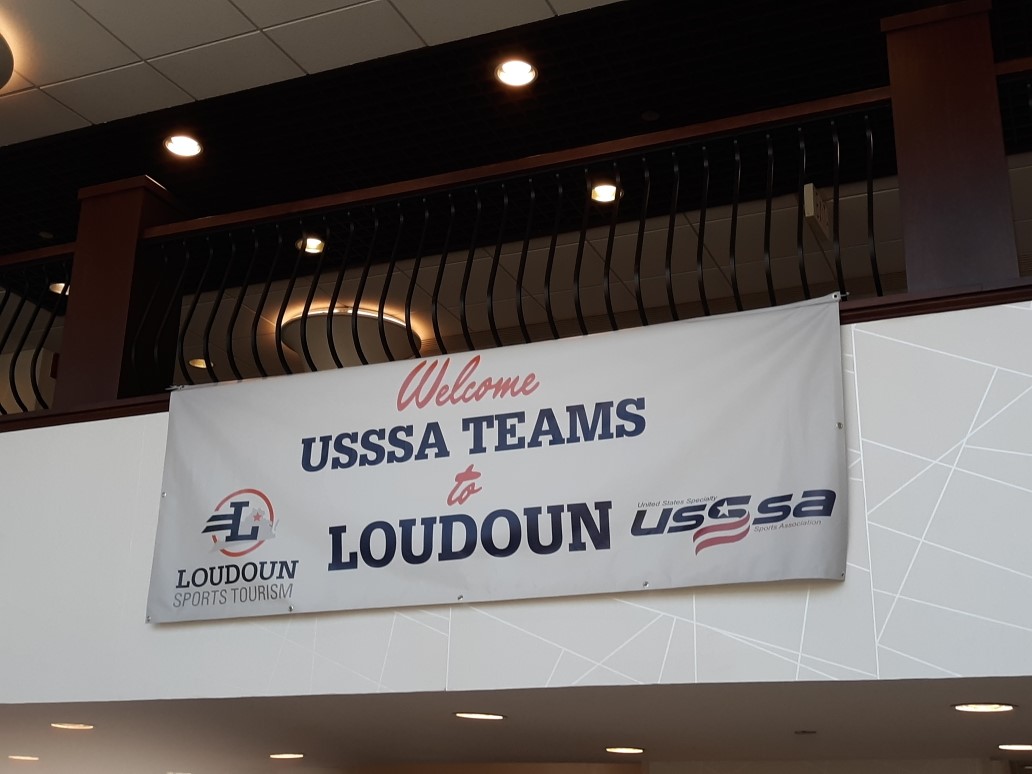 Welcome
USSSA TEAMS
to
LOUDOUN
L
LOUDOUN
SPORTS TOURISM
United States Specialty
usssa
Sports Association